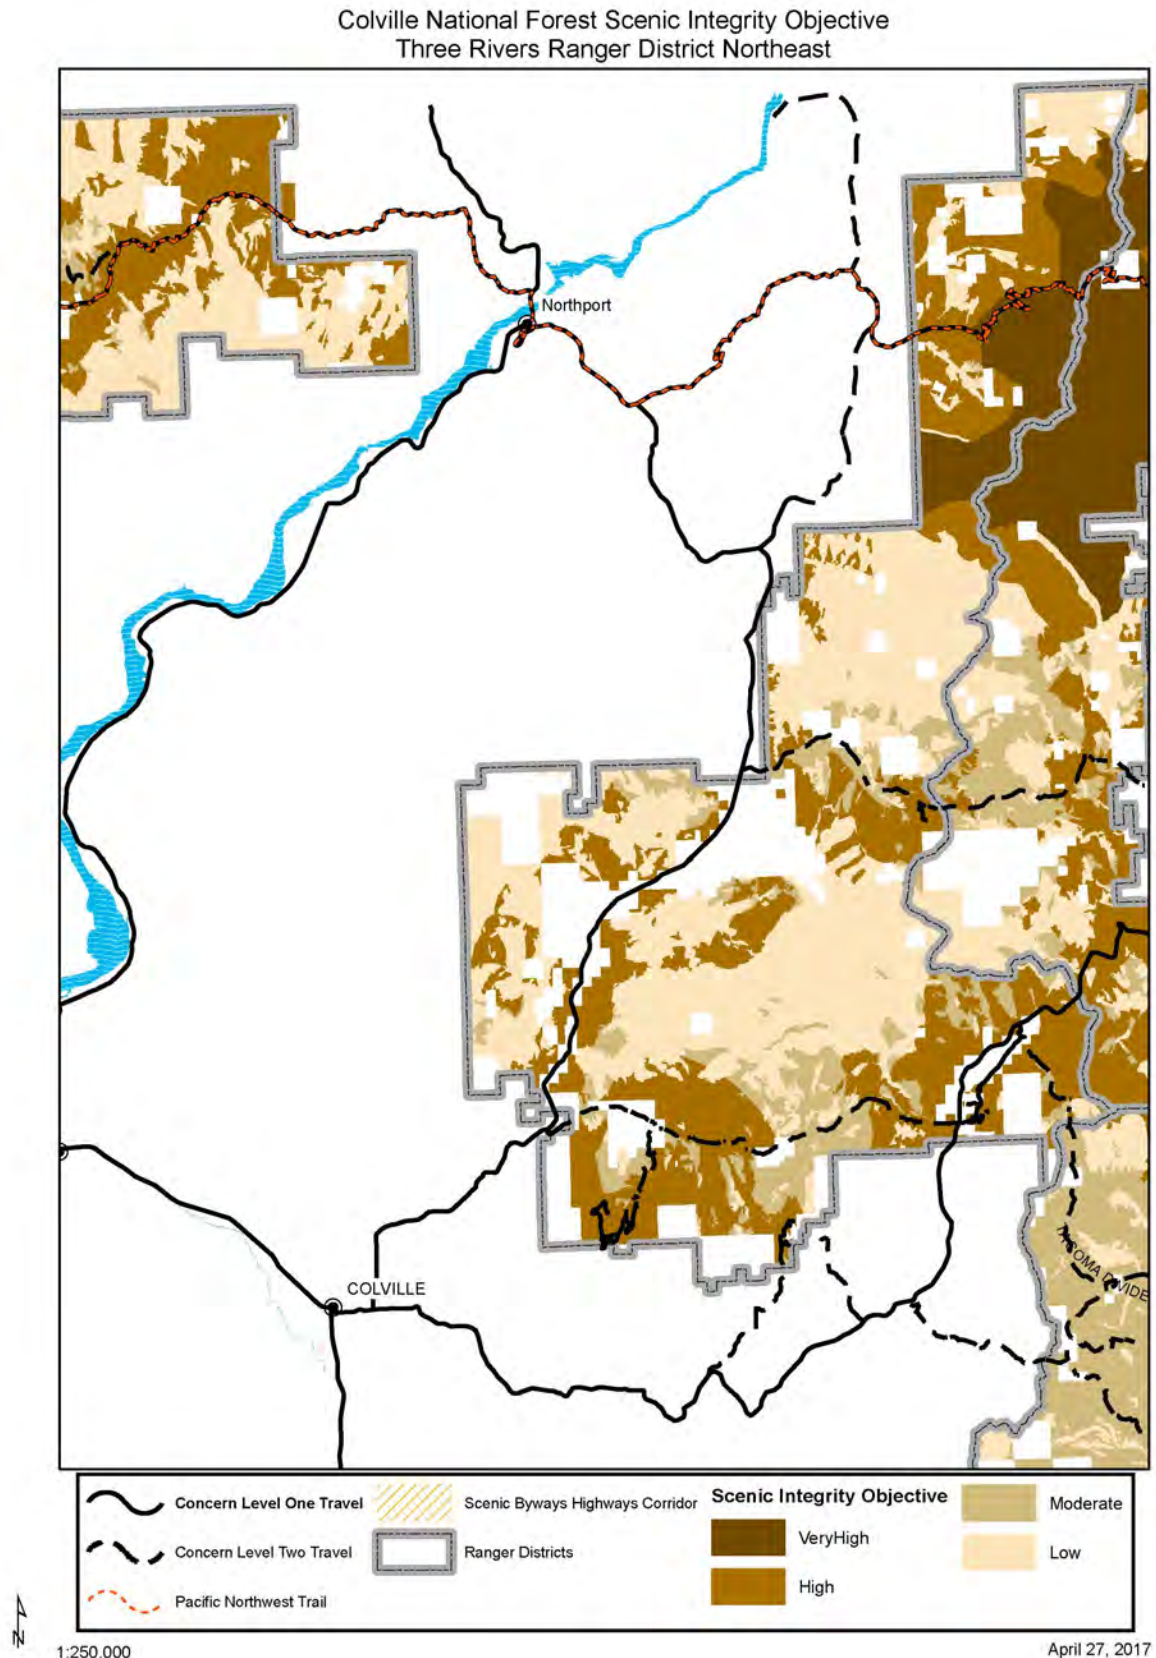 Colville National Forest Scenic Integrity Objective
Three Rivers Ranger District Northeast
Northport
COLVILLE
TACOMA DIVIDE
Concern Level One Travel
Concern Level Two Travel
Pacific Northwest Trail
Scenic Byways Highways Corridor
Ranger Districts
Scenic Integrity Objective
VeryHigh
High
Moderate
Low
N
1:250,000
April 27, 2017